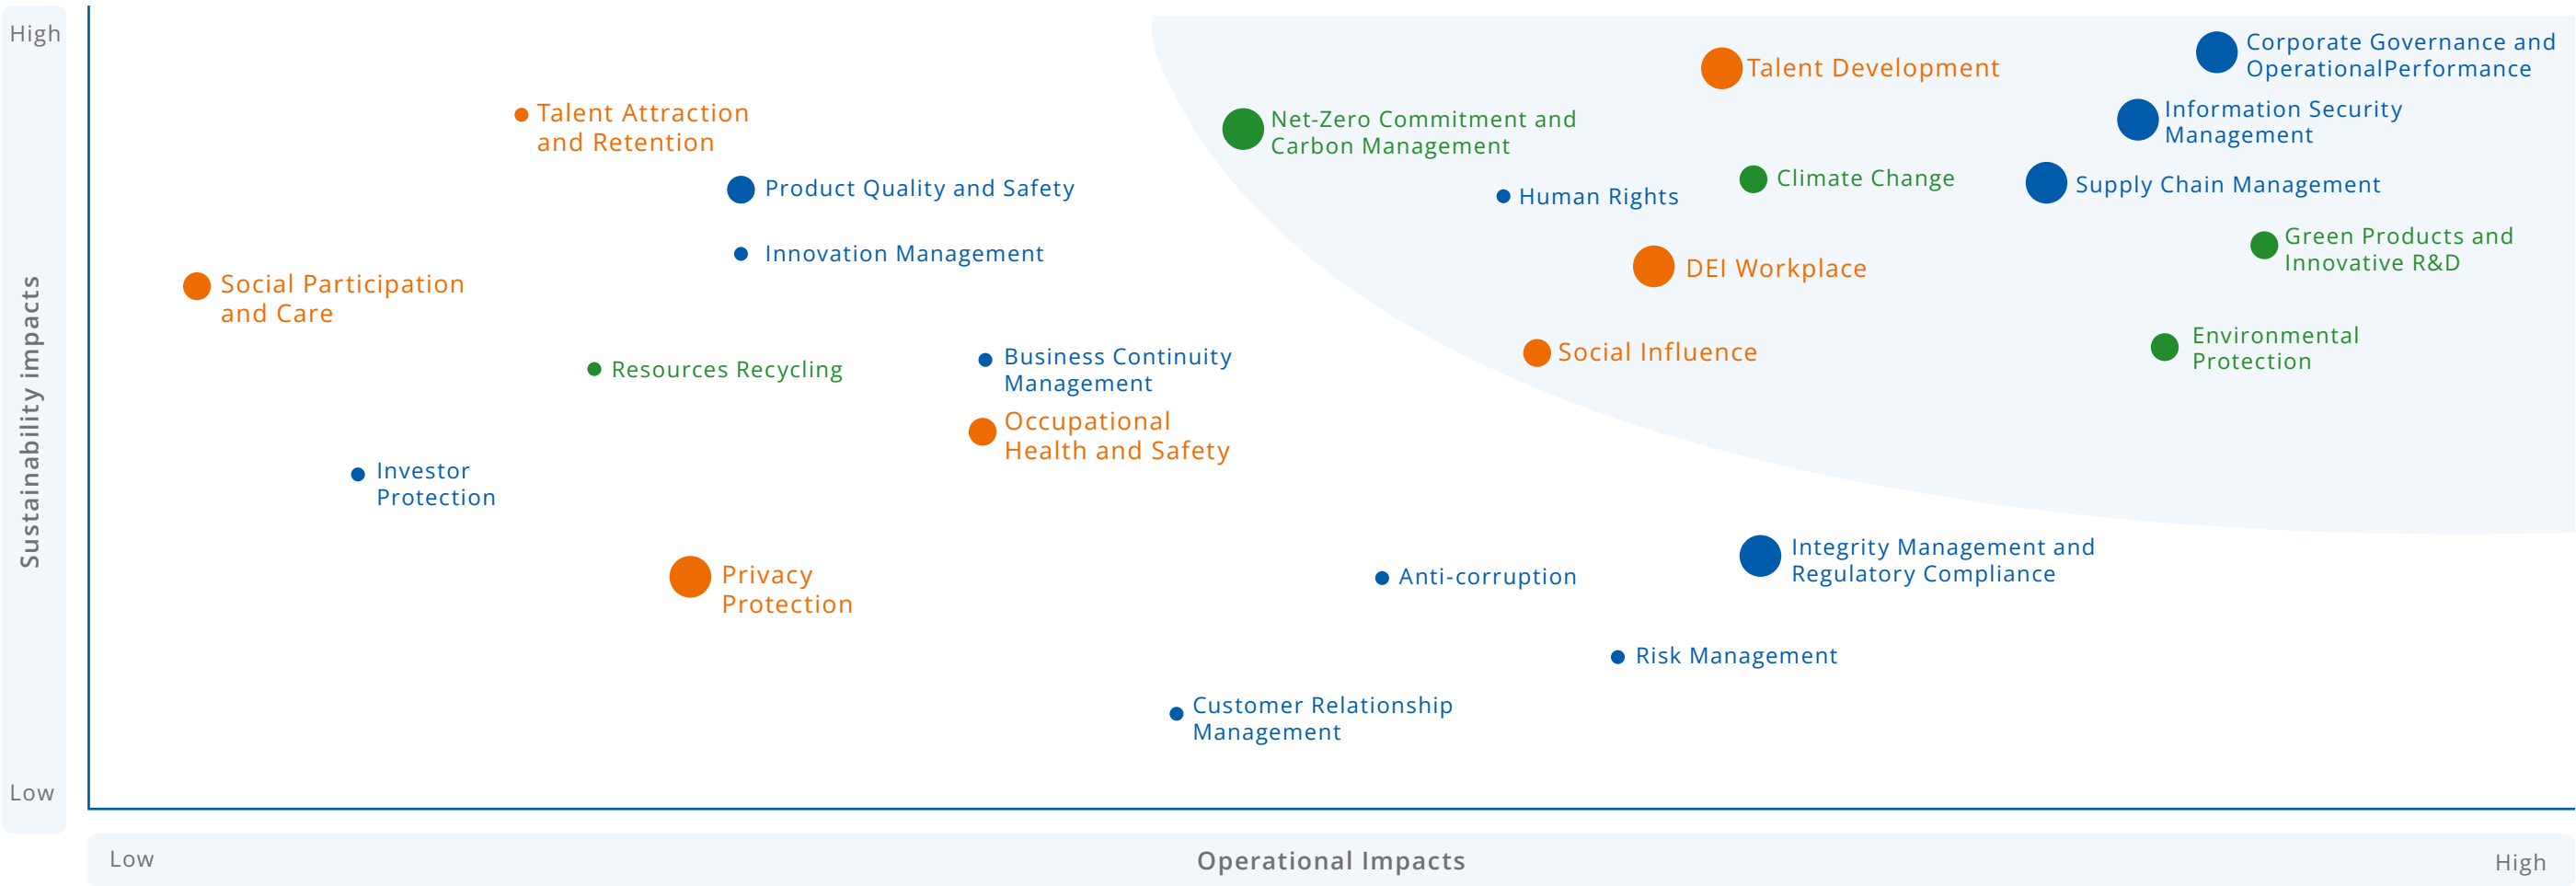 High
Corporate Governance and
OperationalPerformance
Talent Development
Talent Attraction
and Retention
Net-Zero Commitment and
Carbon Management
Information Security
Management
Product Quality and Safety
Human Rights
Climate Change
Supply Chain Management
Innovation Management
DEI Workplace
Green Products and
Innovative R&D
Social Participation
and Care
Resources Recycling
Business Continuity
Management
Social Influence
Environmental
Protection
Occupational
Health and Safety
Sustainability impacts
Investor
Protection
Privacy
Protection
Anti-corruption
Integrity Management and
Regulatory Compliance
Risk Management
Customer Relationship
Management
Low
Low
Operational Impacts
High